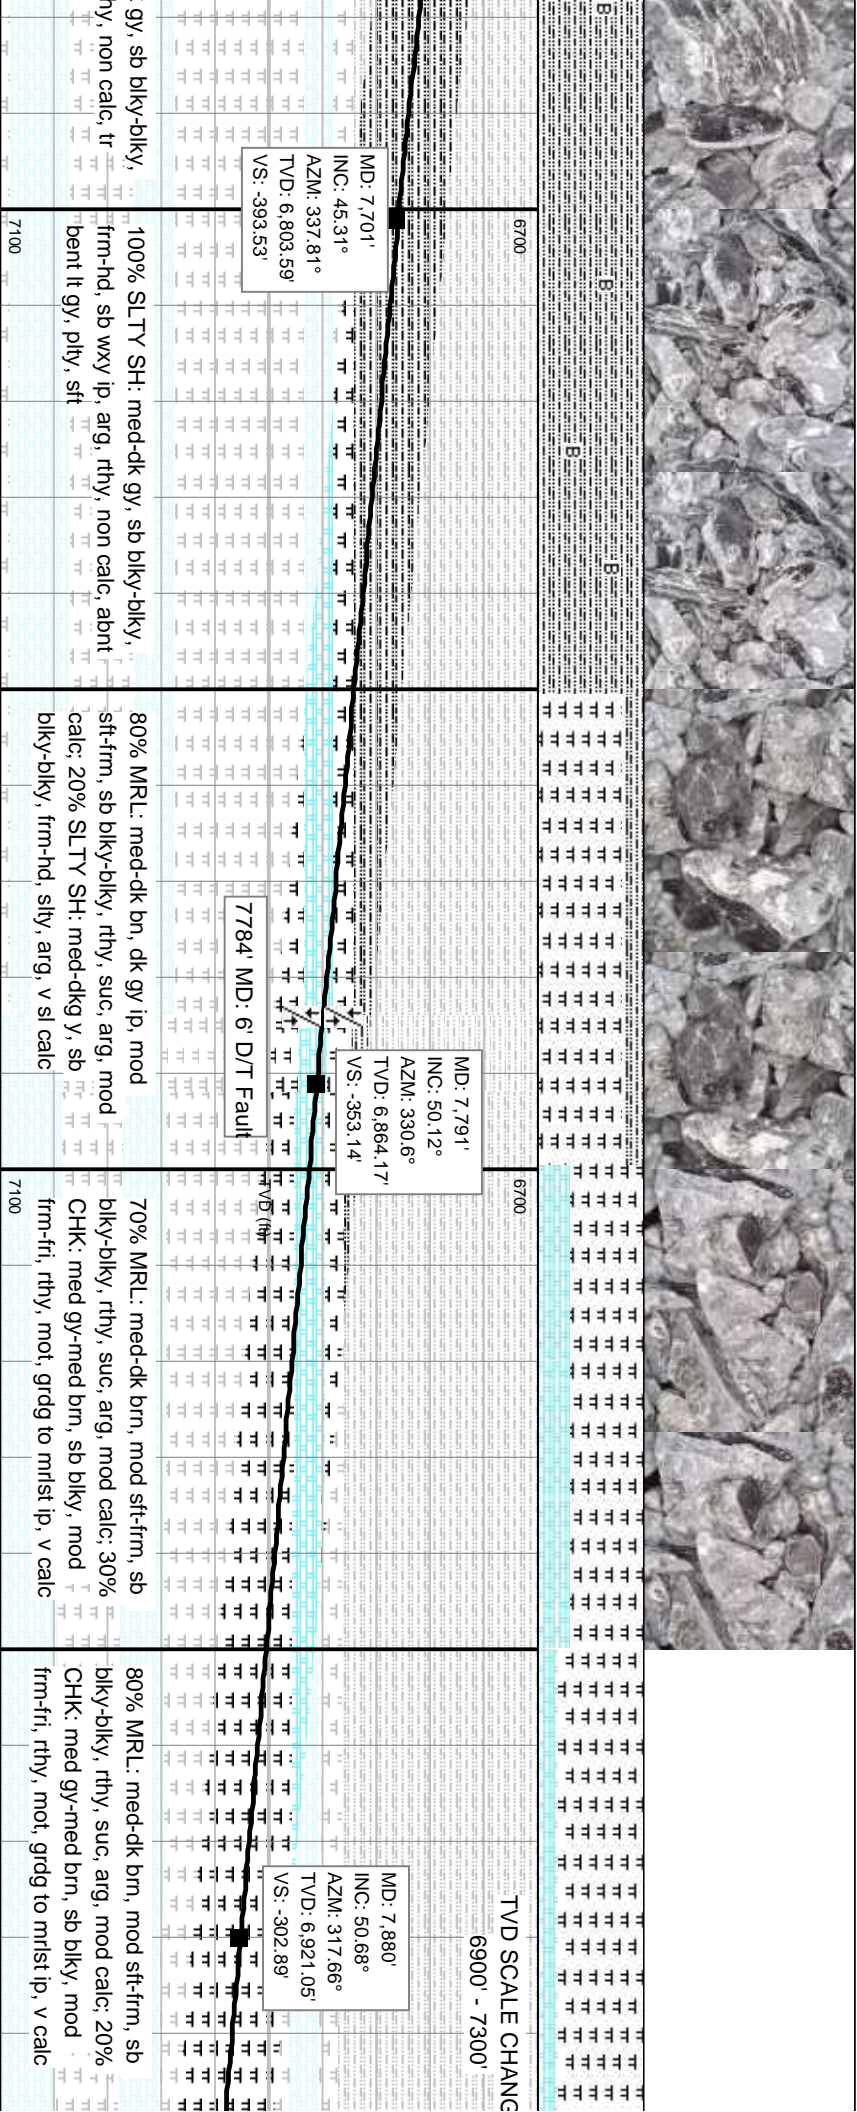 : gy, sb blky-blky,
hy, non calc, tr
MD: 7,701'
INC: 45.31°
AZM: 337.81°
TVD: 6,803.59'
VS: -393.53'
6700
7100
100% SLTY SH: med-dk gy, sb blky-blky,
frm-hd, sb wxy ip, arg, rthy, non calc, abnt
bent lt gy, plty, sft
B
B
B
B
80% MRL: med-dk bn, dk gy ip, mod
sft-frm, sb blky-blky, rthy, suc, arg, mod
calc; 20% SLTY SH: med-dkg y, sb
blky-blky, frm-hd, slty, arg, v sl calc
7784' MD: 6' D/T Fault
MD: 7,791'
INC: 50.12°
AZM: 330.6°
TVD: 6,864.17'
VS: -353.14'
6700
TVD (ft)
7100
70% MRL: med-dk brn, mod sft-frm, sb
blky-blky, rthy, suc, arg, mod calc; 30%
CHK: med gy-med brn, sb blky, mod
frm-fri, rthy, mot, grdg to mrlst ip, v calc
80% MRL: med-dk brn, mod sft-frm, sb
blky-blky, rthy, suc, arg, mod calc; 20%
CHK: med gy-med brn, sb blky, mod
frm-fri, rthy, mot, grdg to mrlst ip, v calc
MD: 7,880'
INC: 50.68°
AZM: 317.66°
TVD: 6,921.05'
VS: -302.89'
TVD SCALE CHANG
6900' - 7300'